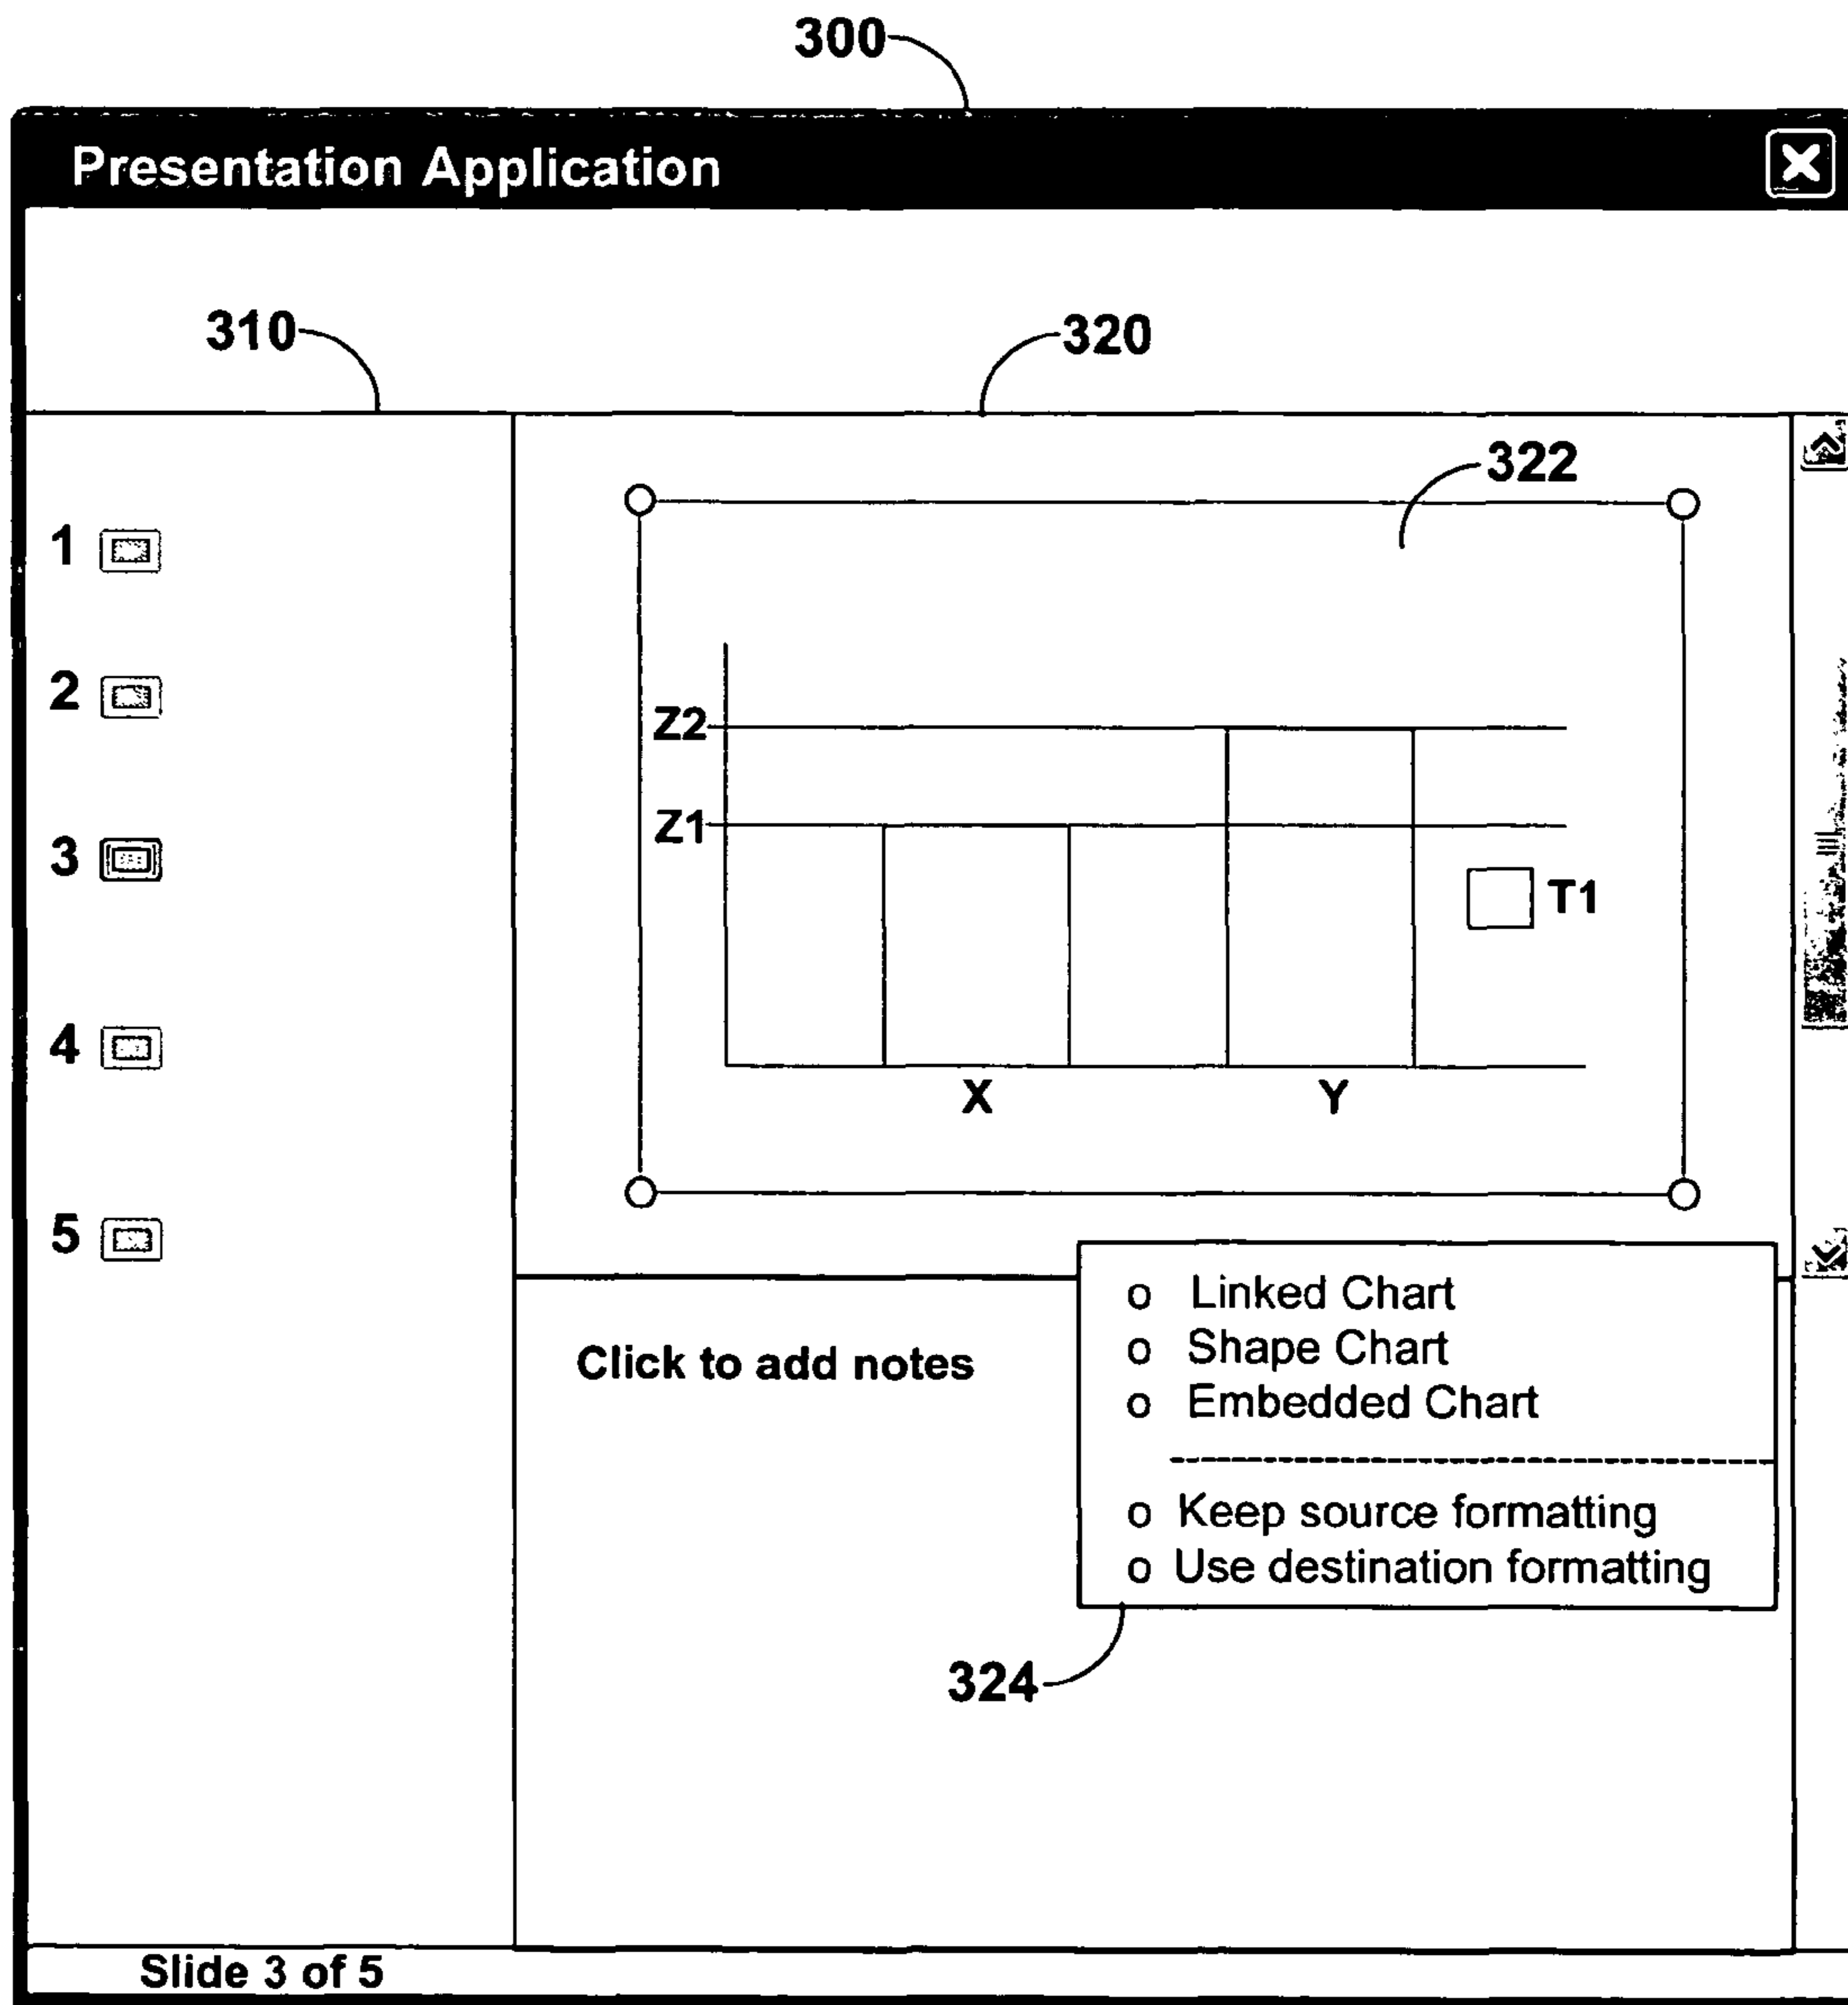 300
Presentation Application
310
320
322
1
2
3
4
5
Z2
Z1
T1
X Y
o Linked Chart
o Shape Chart
o Embedded Chart
Click to add notes
o Keep source formatting
o Use destination formatting
324
Slide 3 of 5